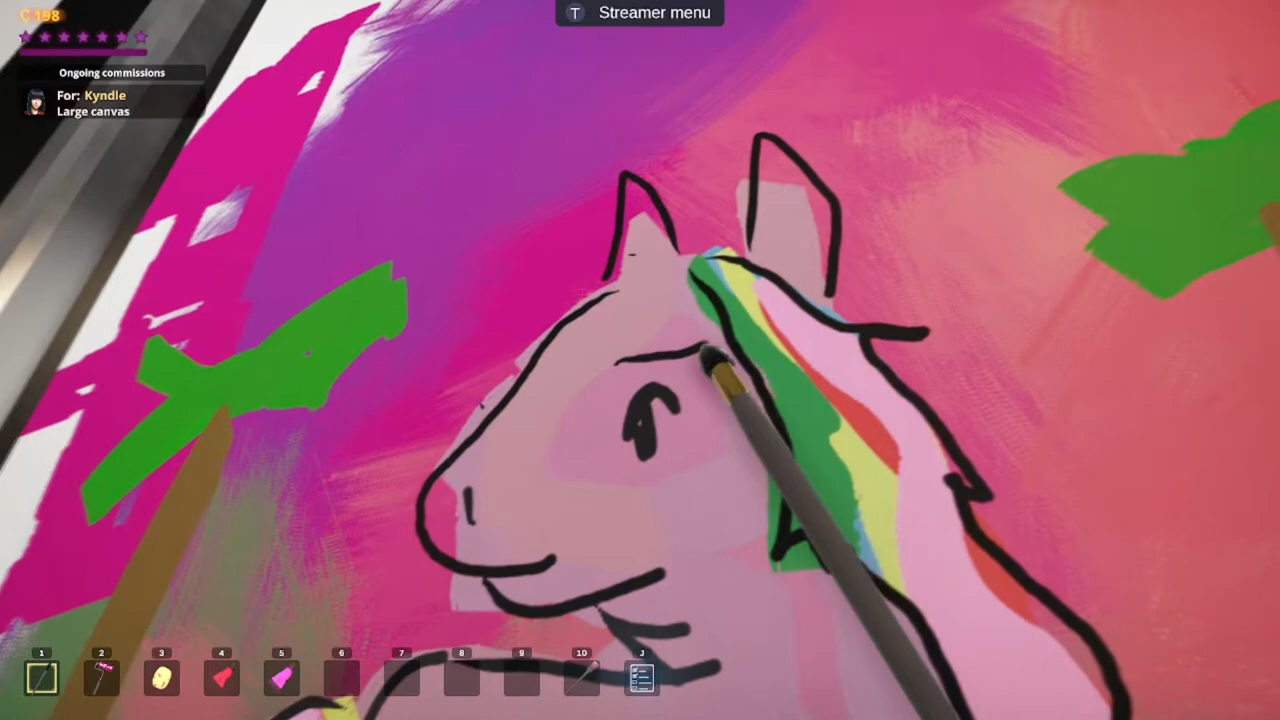 C 198
T Streamer menu
Ongoing commissions
For: Kyndle
Large canvas
1 2 3 4 5 6 7 8 9 10 J